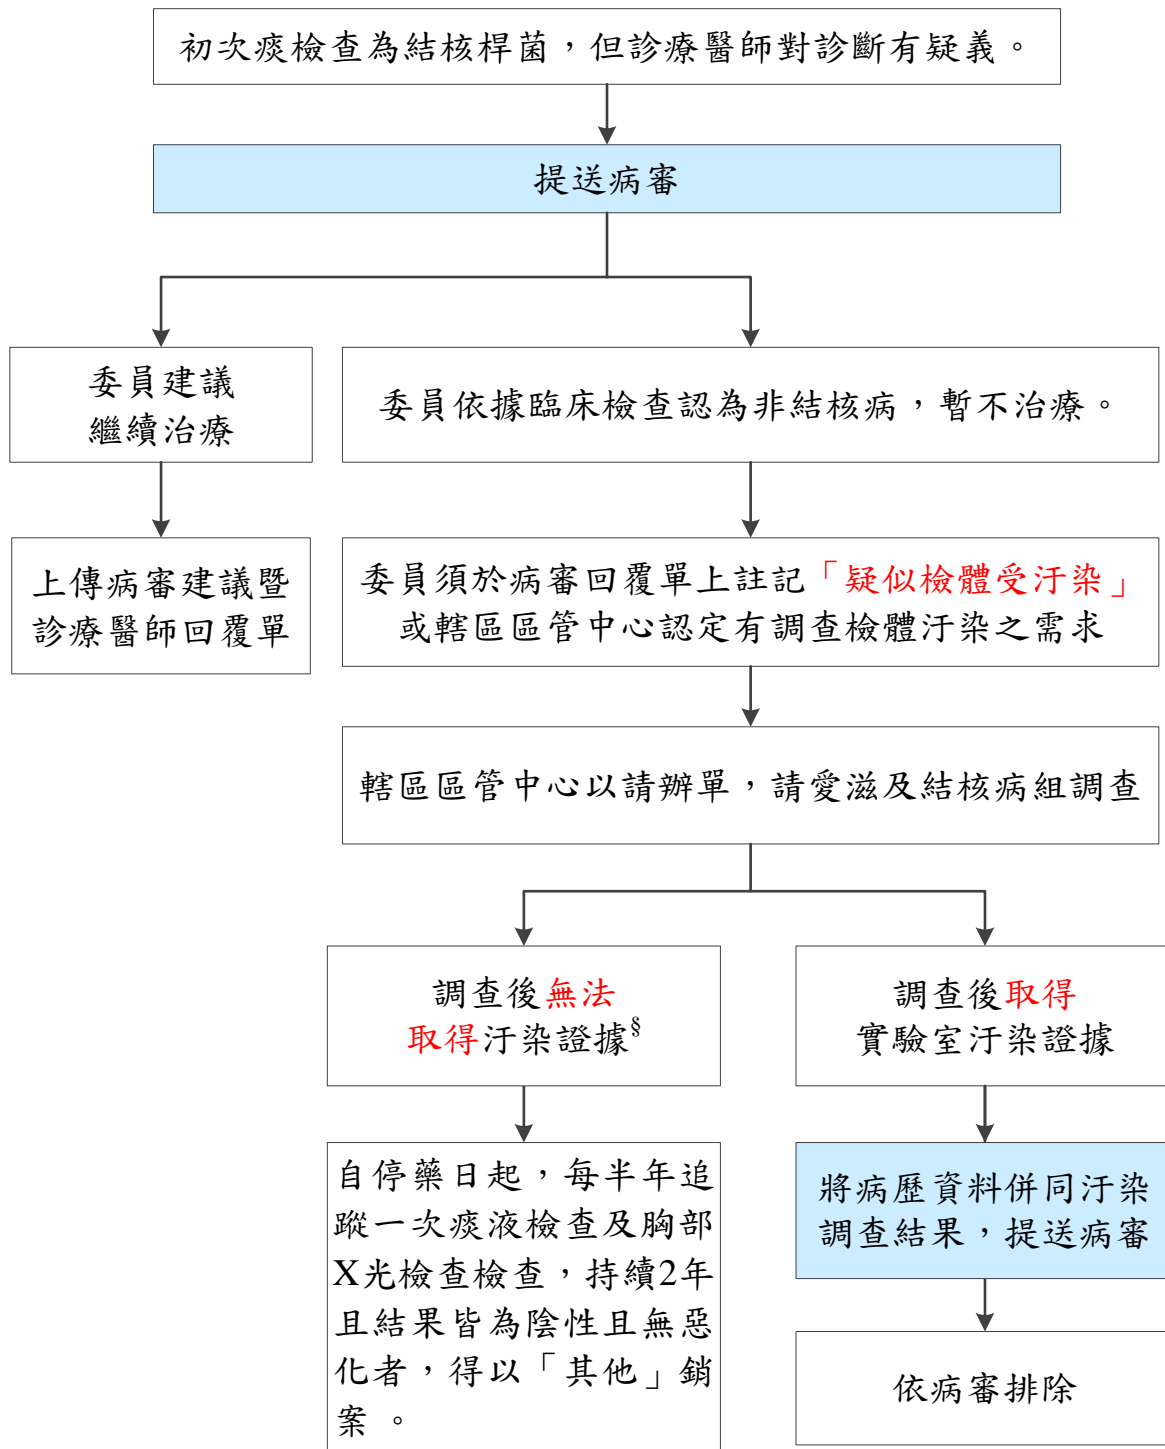 初次痰檢查為結核桿菌，但診療醫師對診斷有疑義。
提送病審
委員建議
繼續治療
委員依據臨床檢查認為非結核病，暫不治療。
上傳病審建議暨
診療醫師回覆單
委員須於病審回覆單上註記「疑似檢體受汙染」
或轄區區管中心認定有調查檢體汙染之需求
轄區區管中心以請辦單，請愛滋及結核病組調查
調查後無法
取得汙染證據§
調查後取得
實驗室汙染證據
自停藥日起，每半年追
蹤一次痰液檢查及胸部
X光檢查檢查，持續2年
且結果皆為陰性且無惡
化者，得以「其他」銷
案 。
將病歷資料併同汙染
調查結果，提送病審
依病審排除